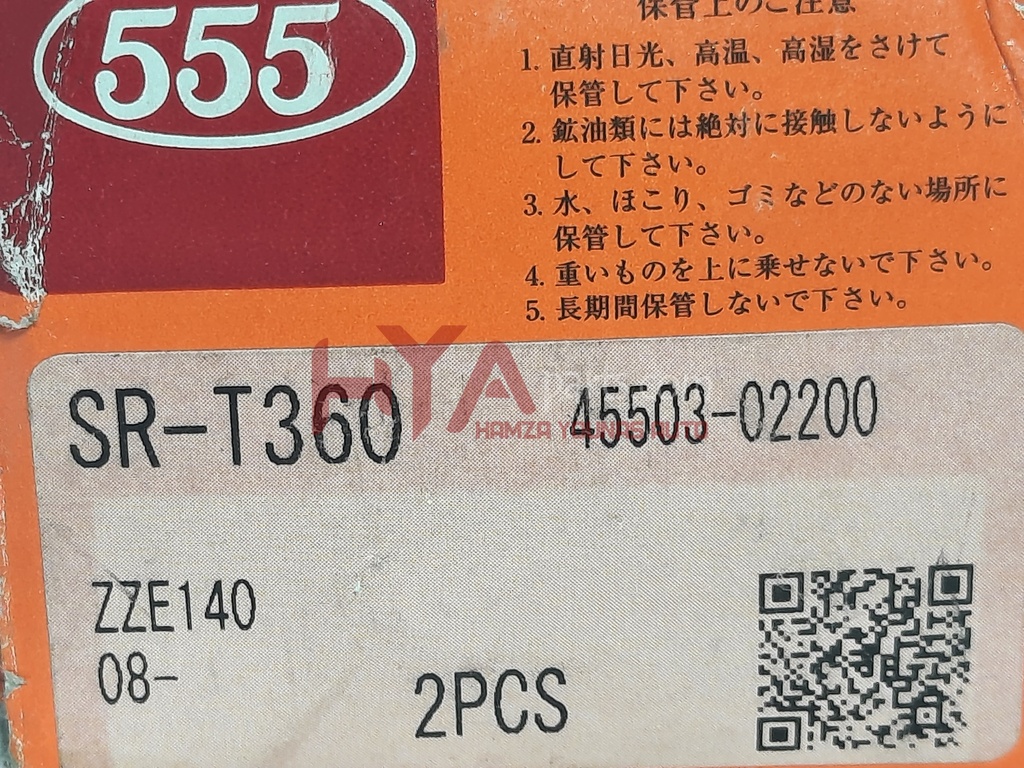 555
保管上のご注意
1. 直射日光、高温、高湿をさけて
保管して下さい。
2. 鉱油類には絶対に接触しないように
して下さい。
3. 水、ほこり、ゴミなどのない場所に
保管して下さい。
4. 重いものを上に乗せないで下さい。
5. 長期間保管しないで下さい。
HYA
HAMZA YOUNAS AUTO
SR-T360 45503-02200
ZZE140
08-
2PCS